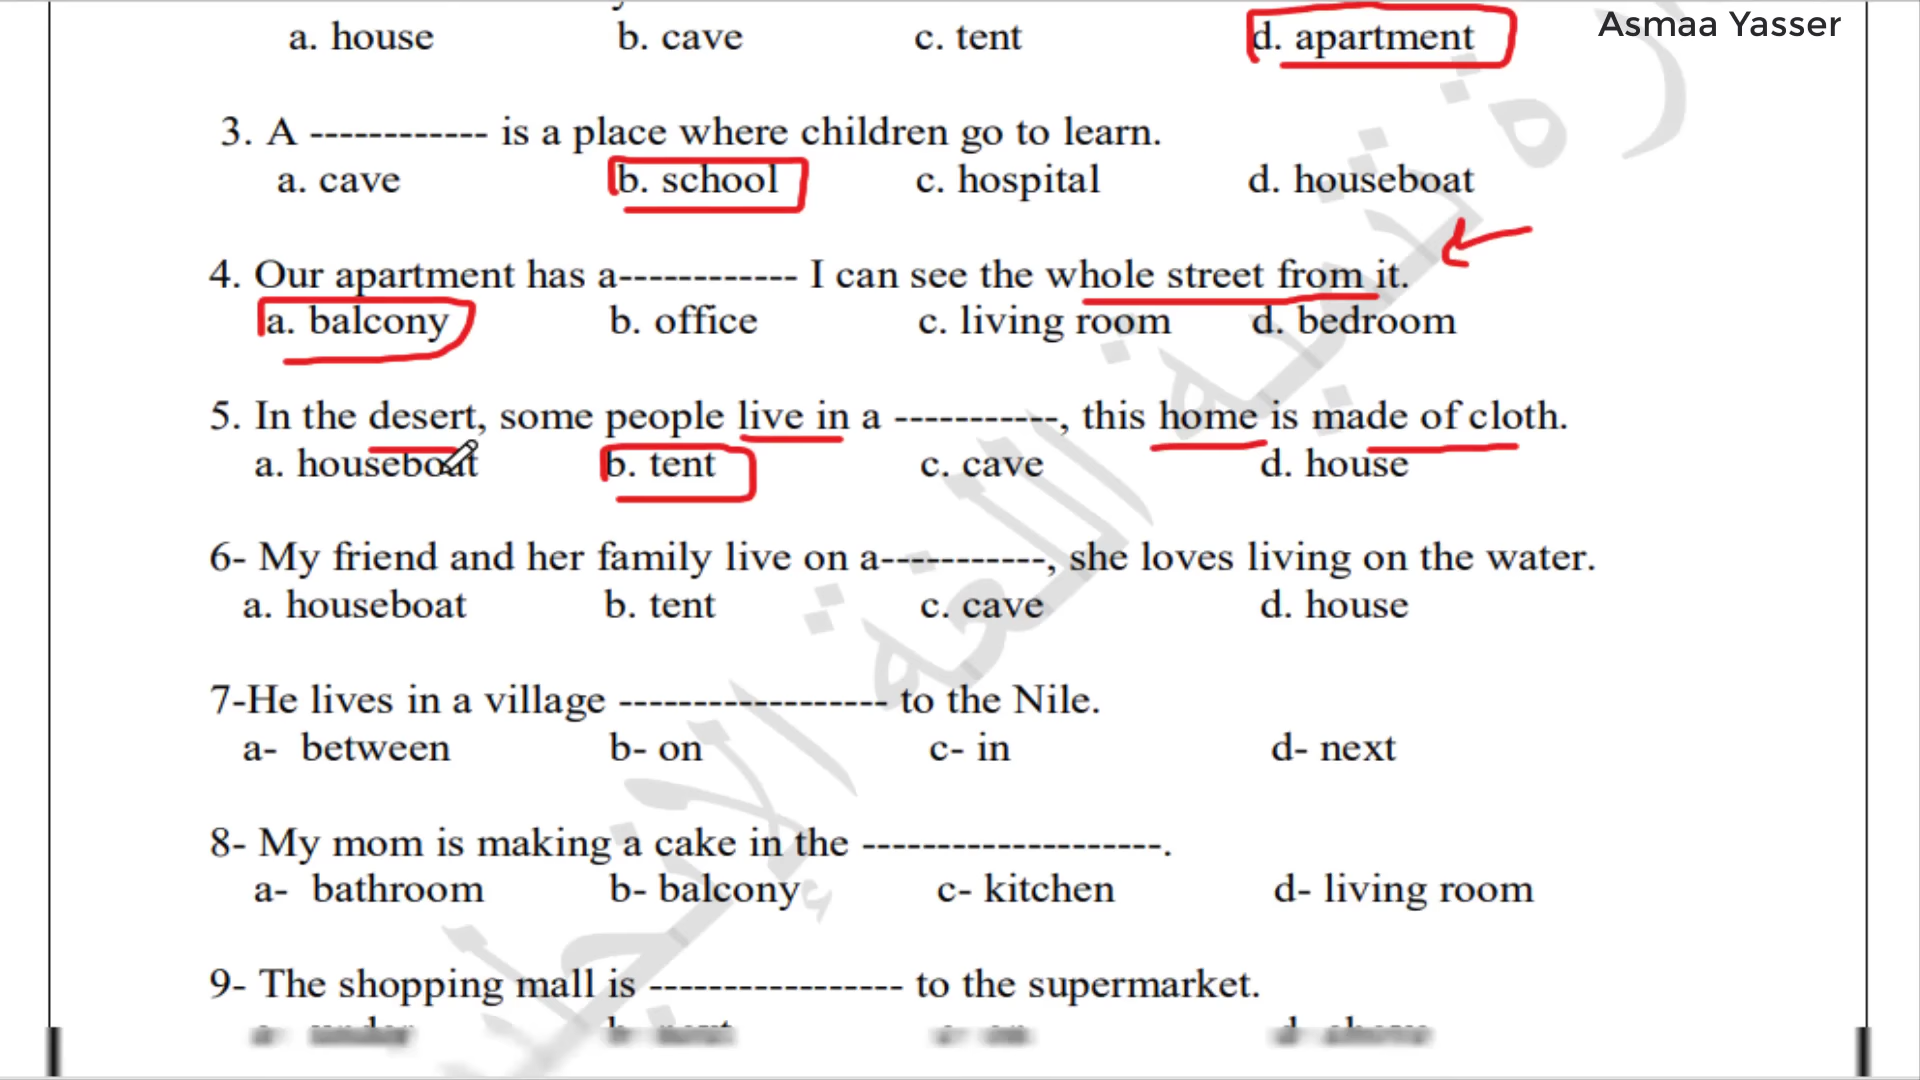 Asmaa Yasser
a. house b. cave c. tent d. apartment
3. A ------------ is a place where children go to learn.
a. cave b. school c. hospital d. houseboat
4. Our apartment has a------------ I can see the whole street from it.
a. balcony b. office c. living room d. bedroom
5. In the desert, some people live in a -----------, this home is made of cloth.
a. houseboat b. tent c. cave d. house
6- My friend and her family live on a-----------, she loves living on the water.
a. houseboat b. tent c. cave d. house
7-He lives in a village ------------------ to the Nile.
a- between b- on c- in d- next
8- My mom is making a cake in the --------------------.
a- bathroom b- balcony c- kitchen d- living room
9- The shopping mall is ----------------- to the supermarket.